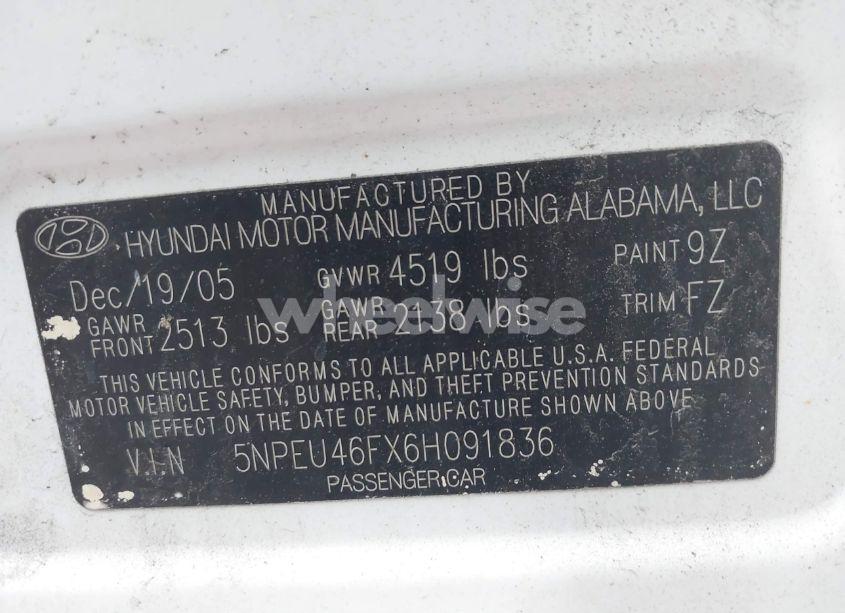 MANUFACTURED BY
HYUNDAI MOTOR MANUFACTURING ALABAMA, LLC
Dec/19/05 GVWR 4519 lbs PAINT 9Z
GAWR FRONT 2513 lbs GAWR REAR 2138 lbs TRIM FZ
wheelwise
THIS VEHICLE CONFORMS TO ALL APPLICABLE U.S.A. FEDERAL
MOTOR VEHICLE SAFETY, BUMPER, AND THEFT PREVENTION STANDARDS
IN EFFECT ON THE DATE OF MANUFACTURE SHOWN ABOVE
V.I.N 5NPEU46FX6H091836
PASSENGER CAR